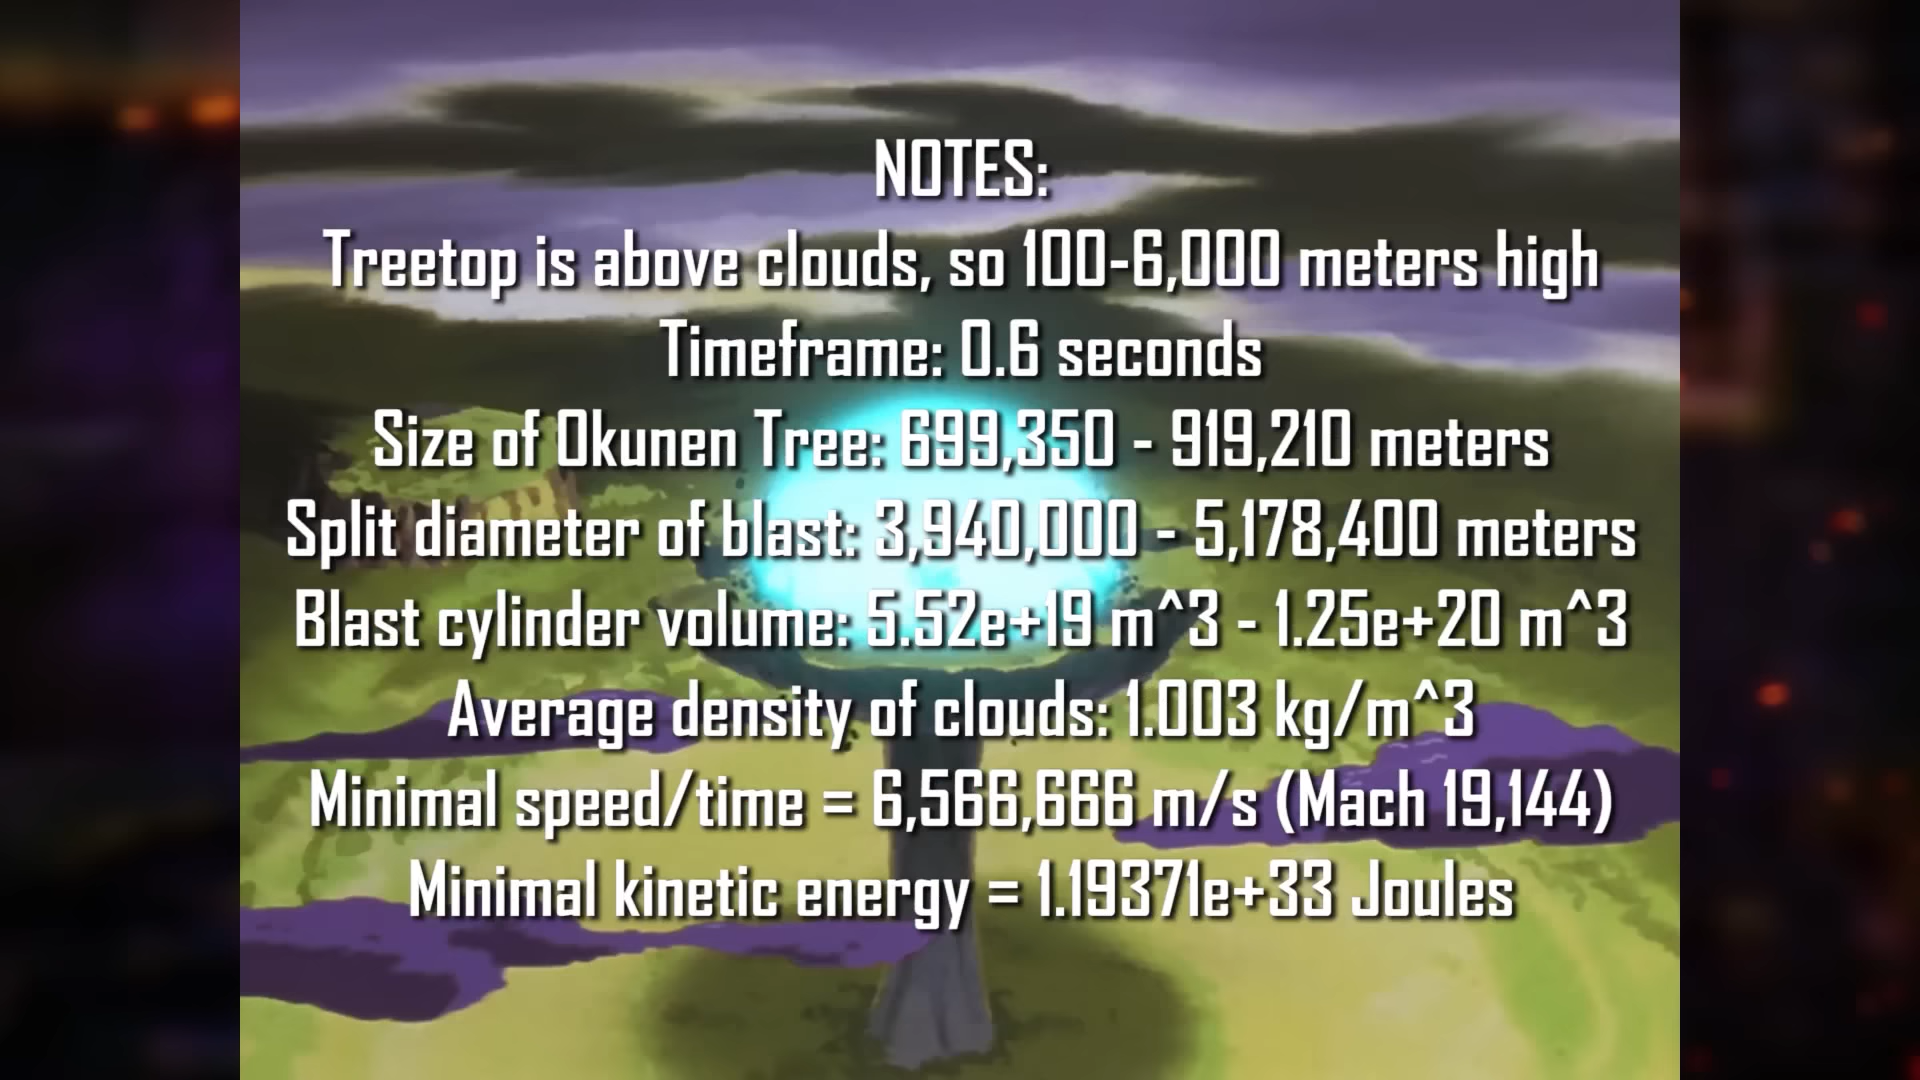 NOTES:
Treetop is above clouds, so 100-6,000 meters high
Timeframe: 0.6 seconds
Size of Okunen Tree: 699,350 - 919,210 meters
Split diameter of blast: 3,940,000 - 5,178,400 meters
Blast cylinder volume: 5.52e+19 m^3 - 1.25e+20 m^3
Average density of clouds: 1.003 kg/m^3
Minimal speed/time = 6,566,666 m/s (Mach 19,144)
Minimal kinetic energy = 1.19371e+33 Joules